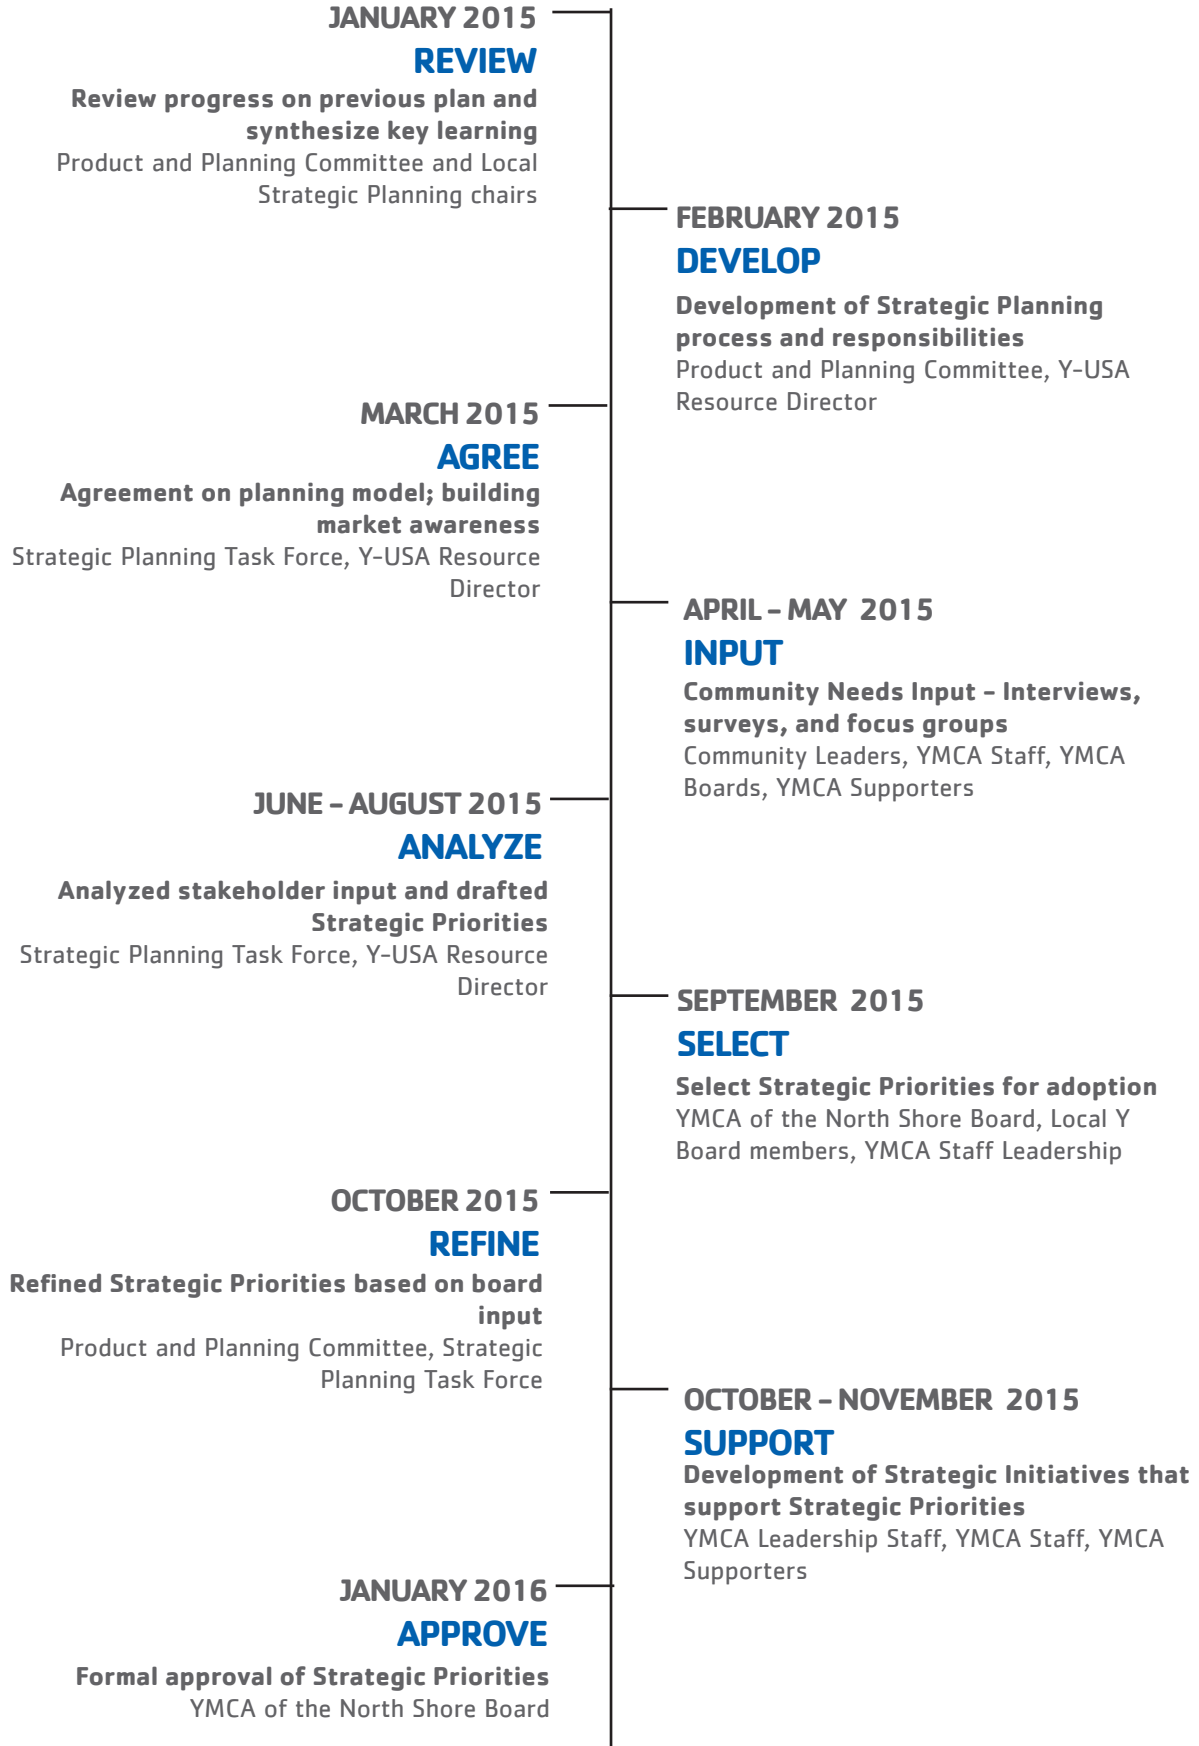 JANUARY 2015
REVIEW
Review progress on previous plan and
synthesize key learning
Product and Planning Committee and Local
Strategic Planning chairs
FEBRUARY 2015
DEVELOP
Development of Strategic Planning
process and responsibilities
Product and Planning Committee, Y-USA
Resource Director
MARCH 2015
AGREE
Agreement on planning model; building
market awareness
Strategic Planning Task Force, Y-USA Resource
Director
APRIL – MAY 2015
INPUT
Community Needs Input – Interviews,
surveys, and focus groups
Community Leaders, YMCA Staff, YMCA
Boards, YMCA Supporters
JUNE – AUGUST 2015
ANALYZE
Analyzed stakeholder input and drafted
Strategic Priorities
Strategic Planning Task Force, Y-USA Resource
Director
SEPTEMBER 2015
SELECT
Select Strategic Priorities for adoption
YMCA of the North Shore Board, Local Y
Board members, YMCA Staff Leadership
OCTOBER 2015
REFINE
Refined Strategic Priorities based on board
input
Product and Planning Committee, Strategic
Planning Task Force
OCTOBER – NOVEMBER 2015
SUPPORT
Development of Strategic Initiatives that
support Strategic Priorities
YMCA Leadership Staff, YMCA Staff, YMCA
Supporters
JANUARY 2016
APPROVE
Formal approval of Strategic Priorities
YMCA of the North Shore Board